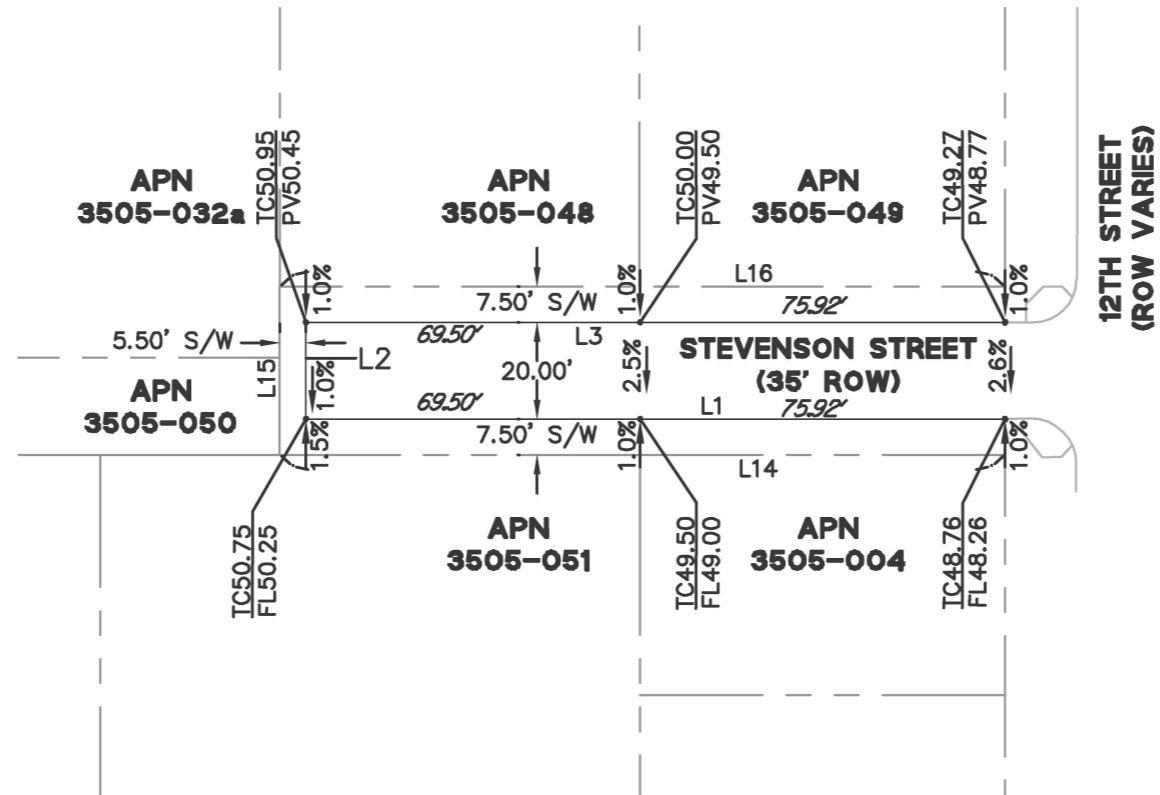 TC50.95
PV50.45
TC50.00
PV49.50
TC49.27
PV48.77
12TH STREET
(ROW VARIES)
APN
3505-032a
APN
3505-048
APN
3505-049
1.0%
7.50' S/W
1.0%
L16
75.92'
1.0%
5.50' S/W
L15
L2
1.0%
69.50'
L3
20.00'
2.5%
STEVENSON STREET
(35' ROW)
2.6%
APN
3505-050
1.5%
69.50'
7.50' S/W
1.0%
L1
75.92'
L14
1.0%
TC50.75
FL50.25
APN
3505-051
TC49.50
FL49.00
APN
3505-004
TC48.76
FL48.26